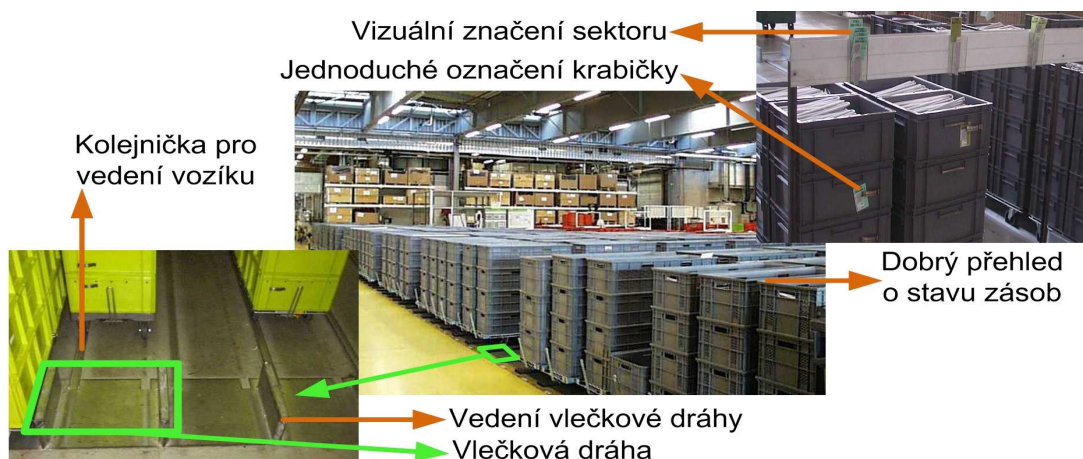 Vizuální značení sektoru
Jednoduché označení krabičky
Kolejnička pro
vedení vozíku
Dobrý přehled
o stavu zásob
Vedení vlečkové dráhy
Vlečková dráha